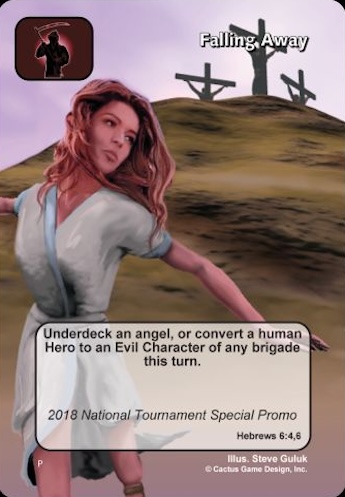 Falling Away
Underdeck an angel, or convert a human
Hero to an Evil Character of any brigade
this turn.
2018 National Tournament Special Promo
Hebrews 6:4,6
P
Illus. Steve Guluk
© Cactus Game Design, Inc.